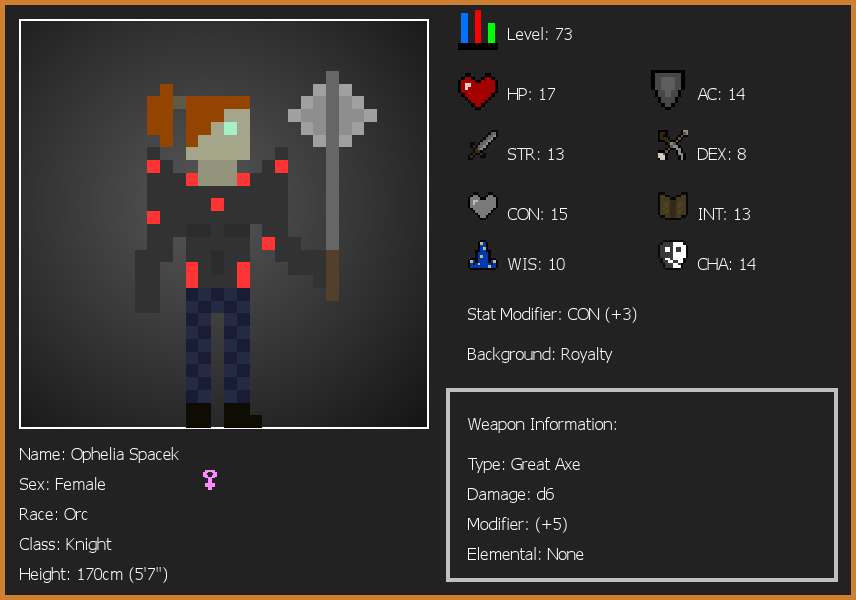 Level: 73
HP: 17
AC: 14
STR: 13
DEX: 8
CON: 15
INT: 13
WIS: 10
CHA: 14
Stat Modifier: CON (+3)
Background: Royalty
Weapon Information:
Type: Great Axe
Damage: d6
Modifier: (+5)
Elemental: None
Name: Ophelia Spacek
Sex: Female
Race: Orc
Class: Knight
Height: 170cm (5'7")